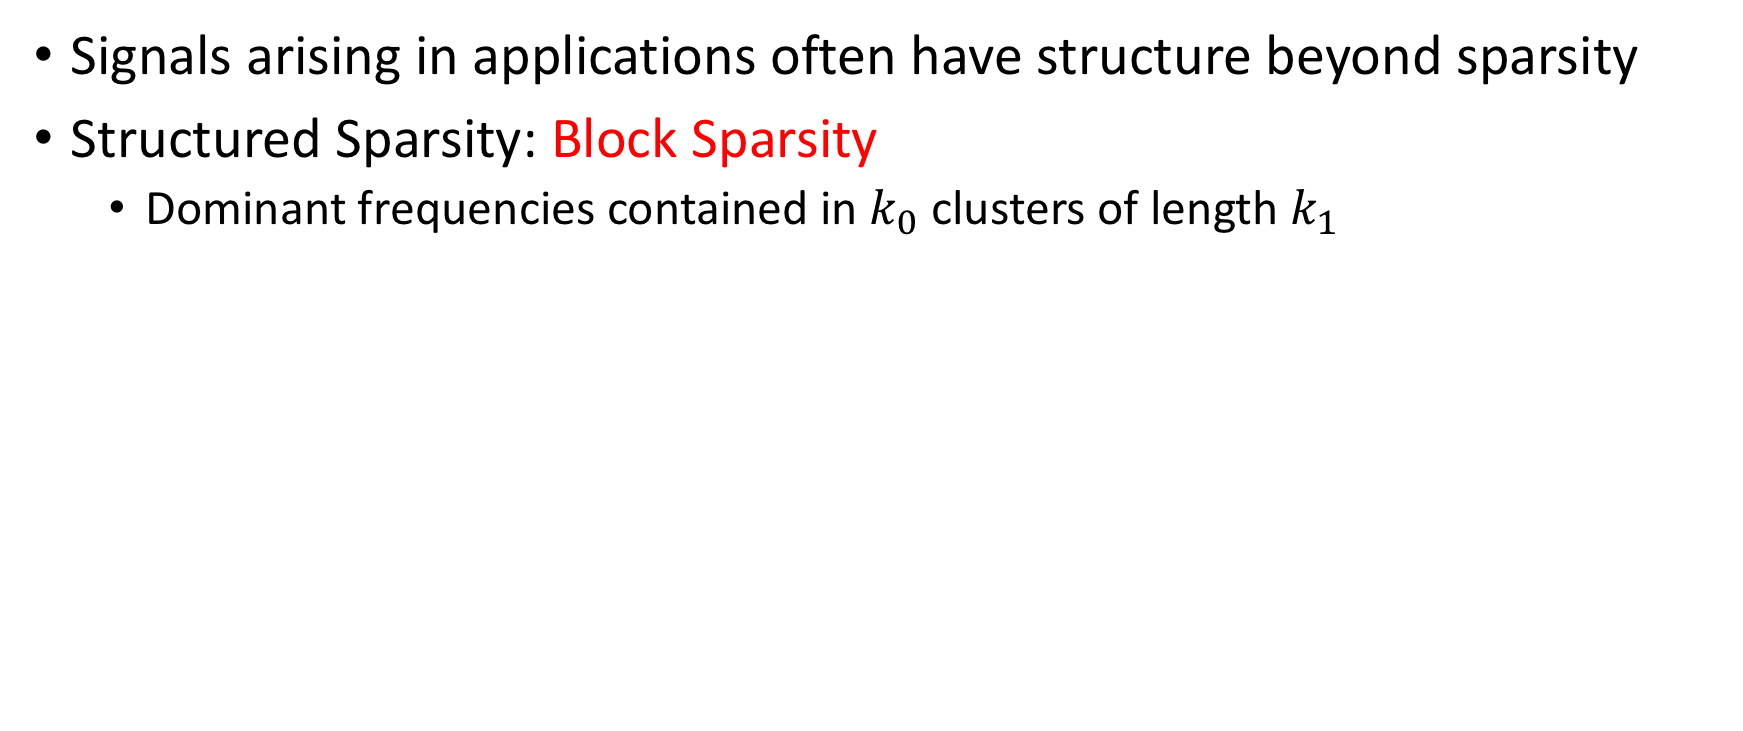 • Signals arising in applications often have structure beyond sparsity
• Structured Sparsity: Block Sparsity
• Dominant frequencies contained in k₀ clusters of length k₁